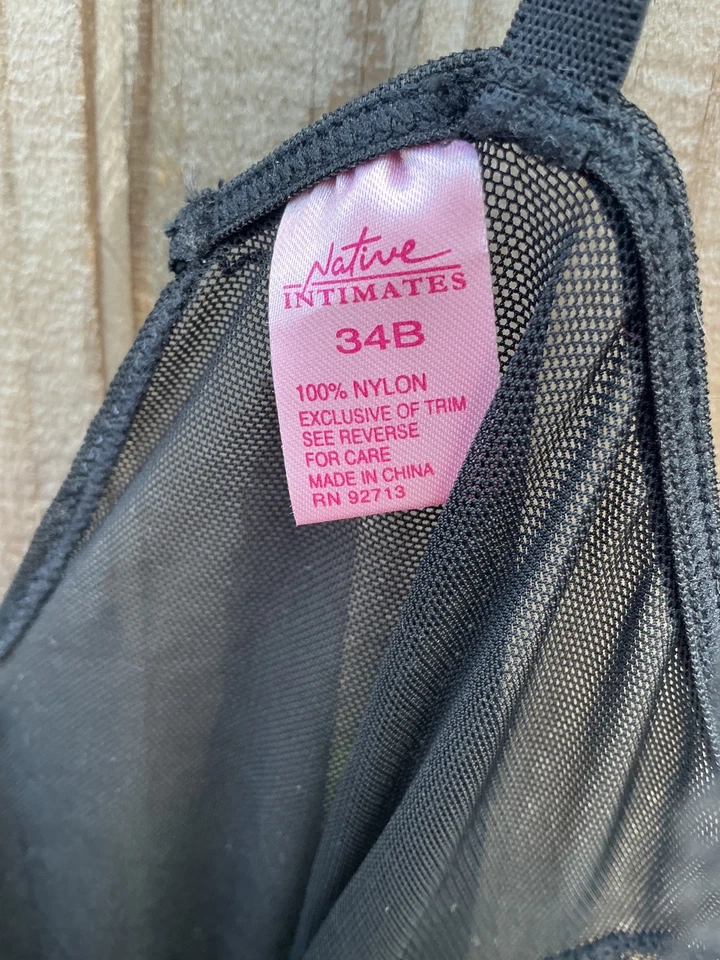 Native
INTIMATES
34B
100% NYLON
EXCLUSIVE OF TRIM
SEE REVERSE
FOR CARE
MADE IN CHINA
RN 92713